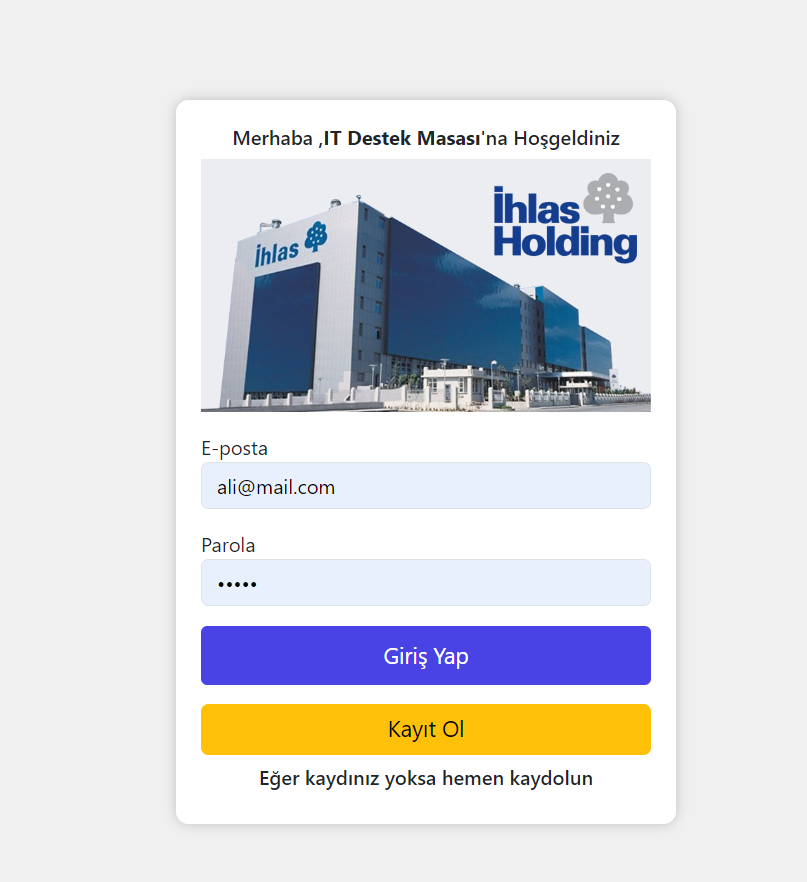 Merhaba ,IT Destek Masası'na Hoşgeldiniz
İhlas
Holding
İhlas
E-posta
ali@mail.com
Parola
•••••
Giriş Yap
Kayıt Ol
Eğer kaydınız yoksa hemen kaydolun